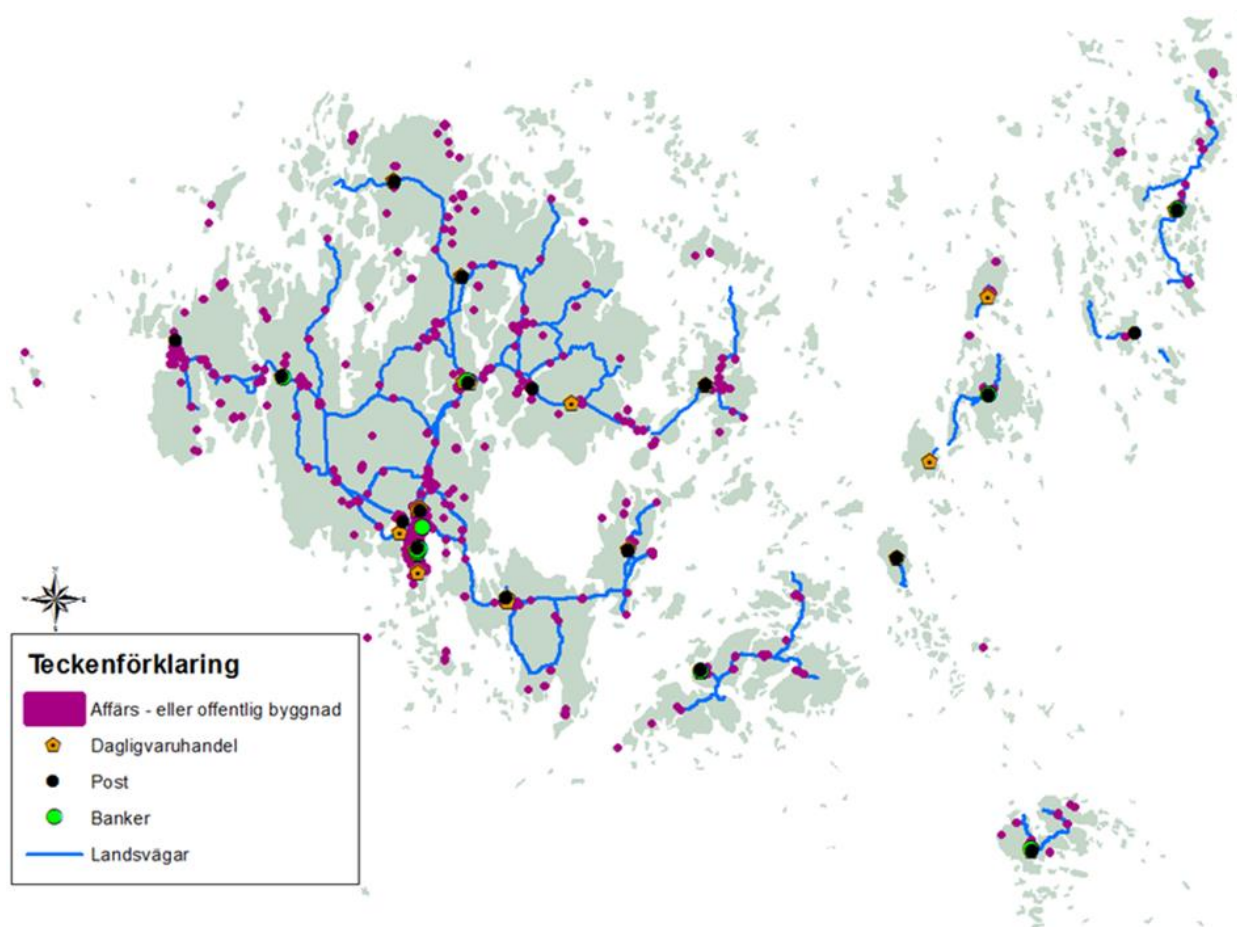 Teckenförklaring
Affärs - eller offentlig byggnad
Dagligvaruhandel
Post
Banker
Landsvägar